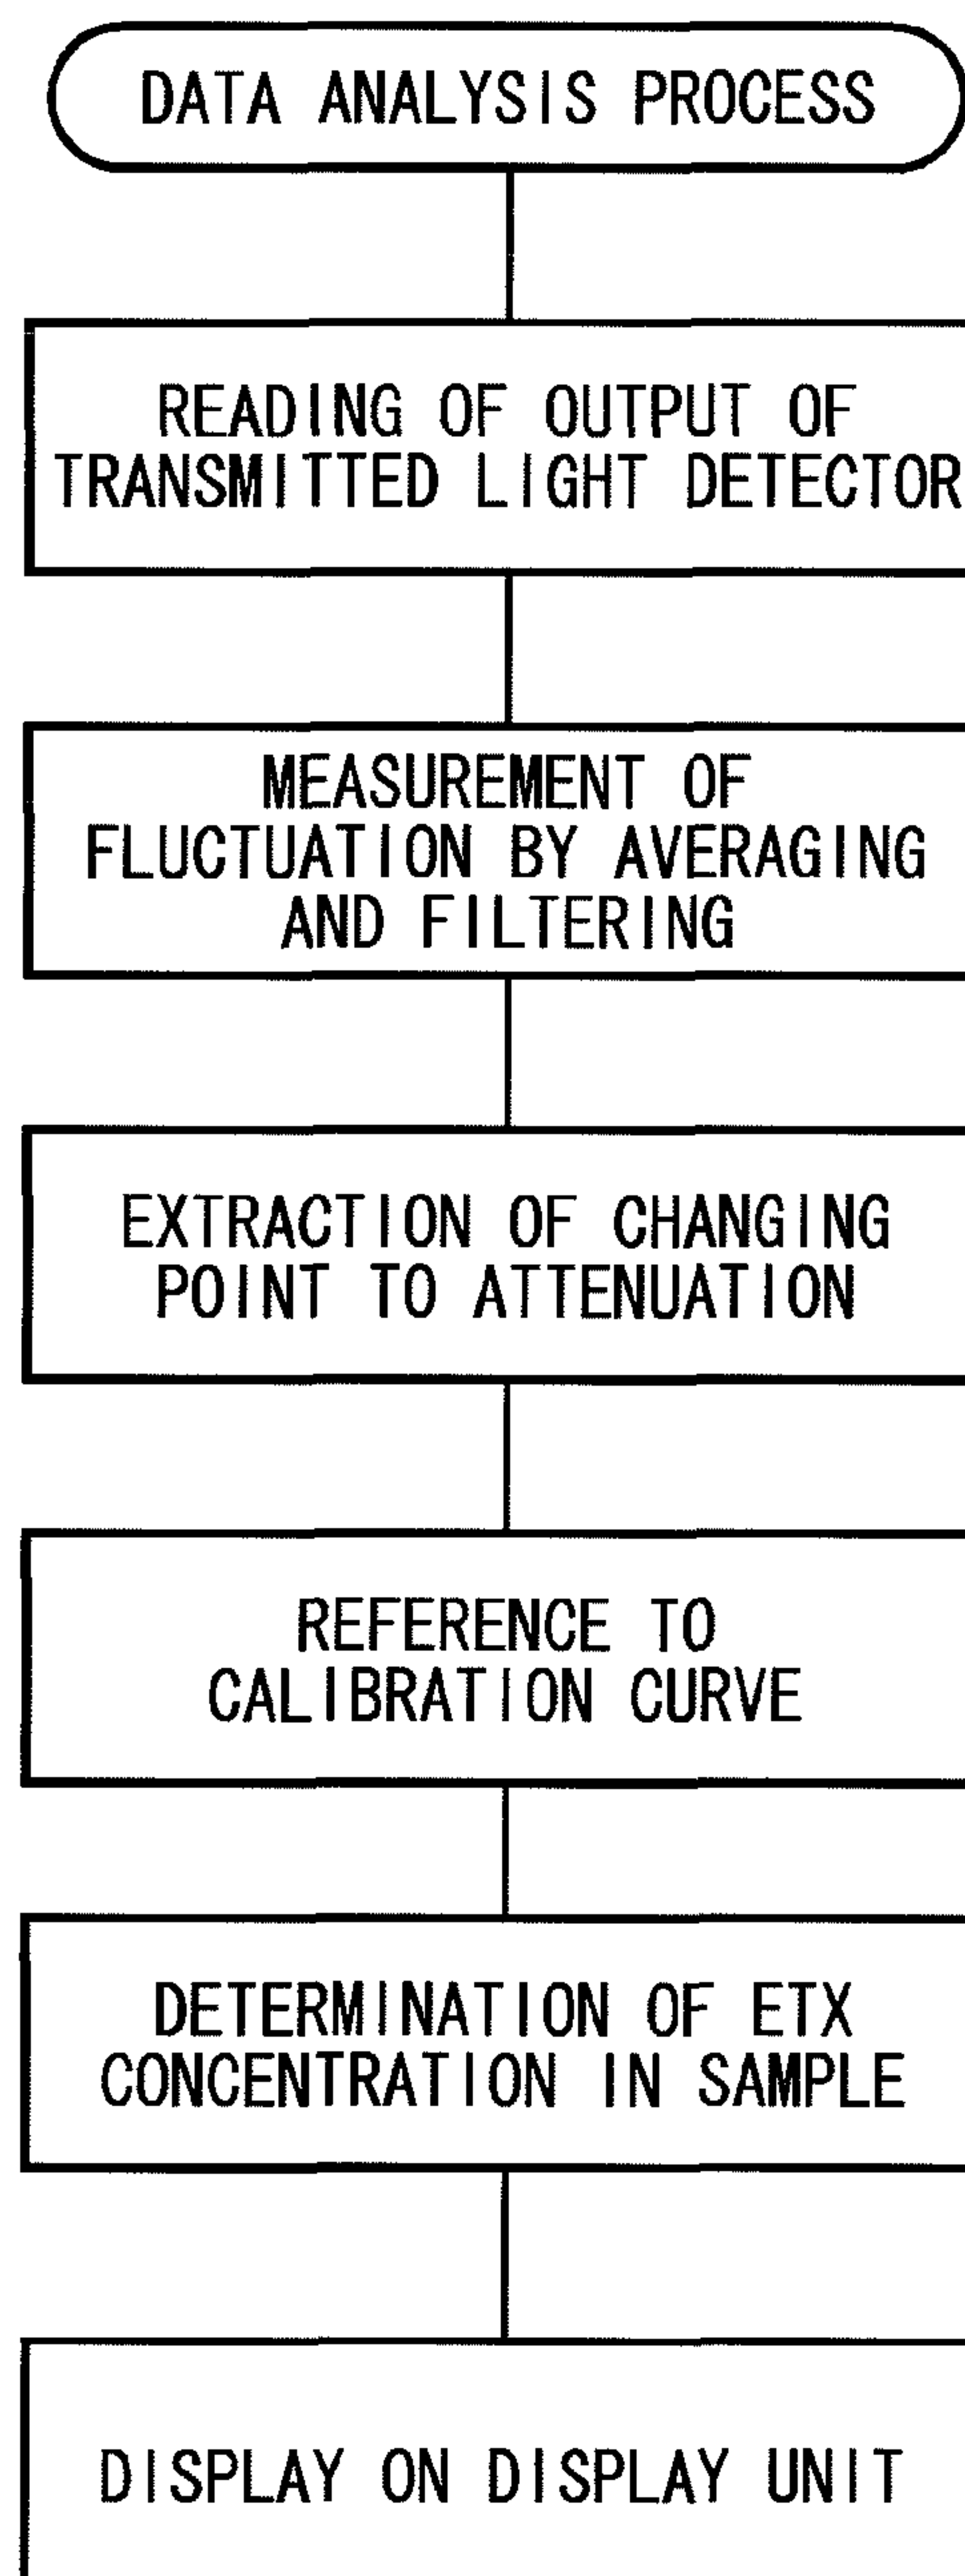 DATA ANALYSIS PROCESS
READING OF OUTPUT OF
TRANSMITTED LIGHT DETECTOR
MEASUREMENT OF
FLUCTUATION BY AVERAGING
AND FILTERING
EXTRACTION OF CHANGING
POINT TO ATTENUATION
REFERENCE TO
CALIBRATION CURVE
DETERMINATION OF ETX
CONCENTRATION IN SAMPLE
DISPLAY ON DISPLAY UNIT